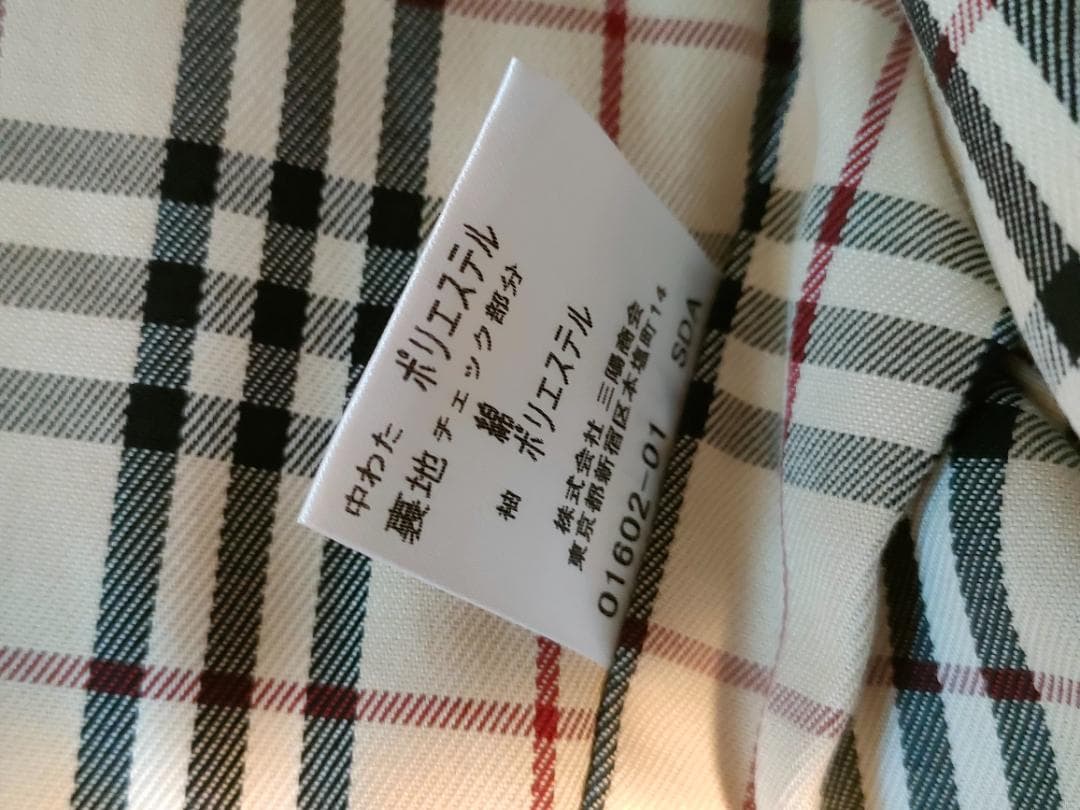 中わた ポリエステル
裏地 チェック部分
綿
袖 ポリエステル
株式会社 三陽商会
東京都新宿区本塩町14
01602-01 SDA